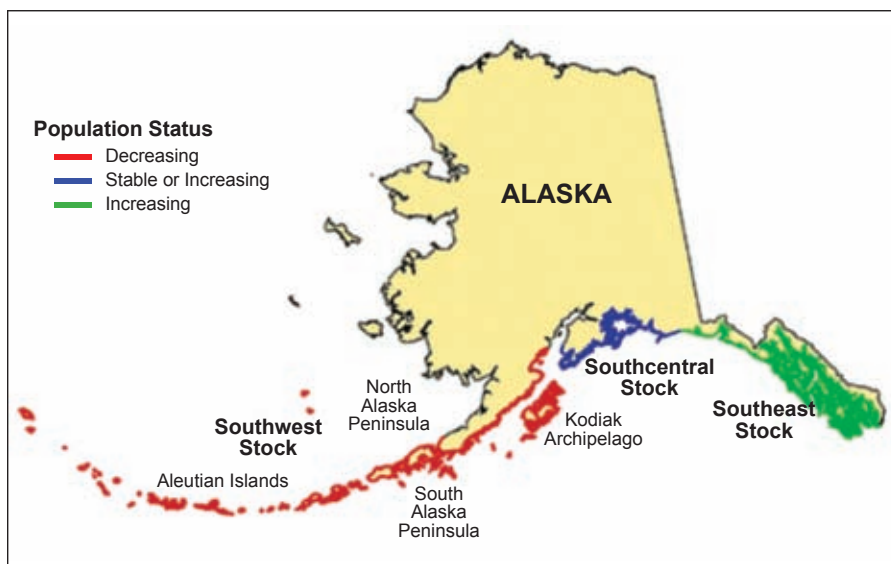 Population Status
Decreasing
Stable or Increasing
Increasing
ALASKA
Southcentral
Stock
Southeast
Stock
North
Alaska
Peninsula
Southwest
Stock
Kodiak
Archipelago
Aleutian Islands
South
Alaska
Peninsula